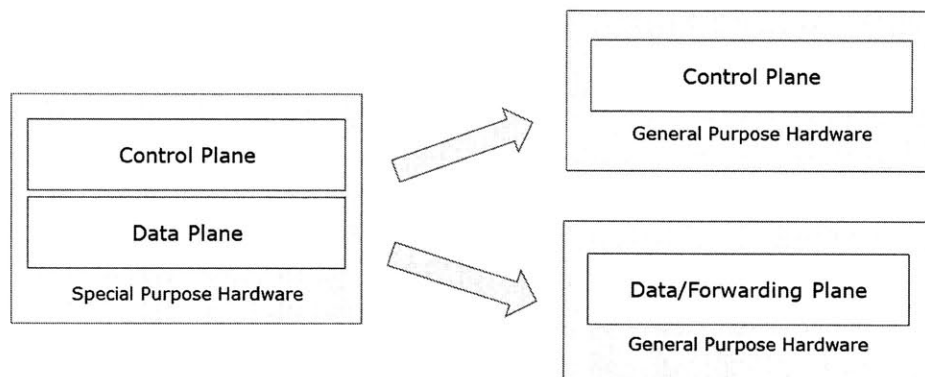 Control Plane
Data Plane
Special Purpose Hardware
Control Plane
General Purpose Hardware
Data/Forwarding Plane
General Purpose Hardware